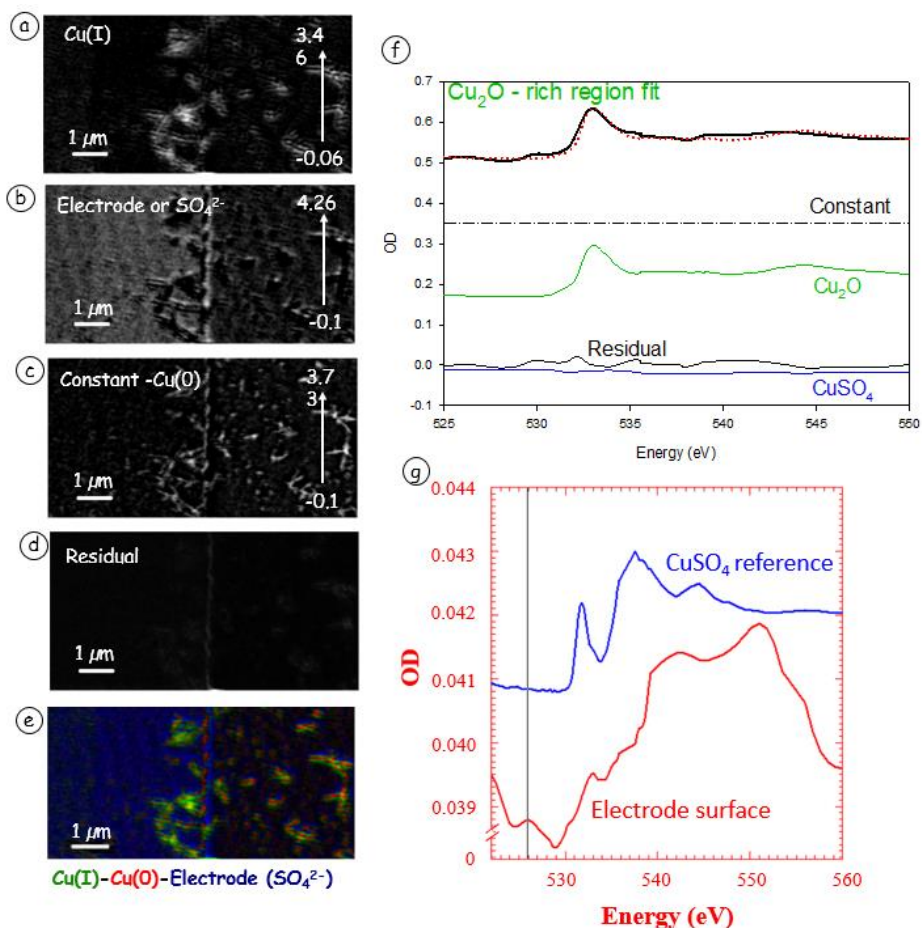 a
Cu(I)
3.4
6
1 µm
-0.06
b
Electrode or SO₄²⁻
4.26
1 µm
-0.1
c
Constant -Cu(0)
3.7
3
1 µm
-0.1
d
Residual
1 µm
e
1 µm
Cu(I)-Cu(0)-Electrode (SO₄²⁻)
f
Cu₂O - rich region fit
0.7
0.6
0.5
0.4
0.3
0.2
0.1
0.0
-0.1
OD
Constant
Cu₂O
Residual
CuSO₄
525 530 535 540 545 550
Energy (eV)
g
0.044
0.043
0.042
0.041
0.040
0.039
0
OD
CuSO₄ reference
Electrode surface
530 540 550 560
Energy (eV)